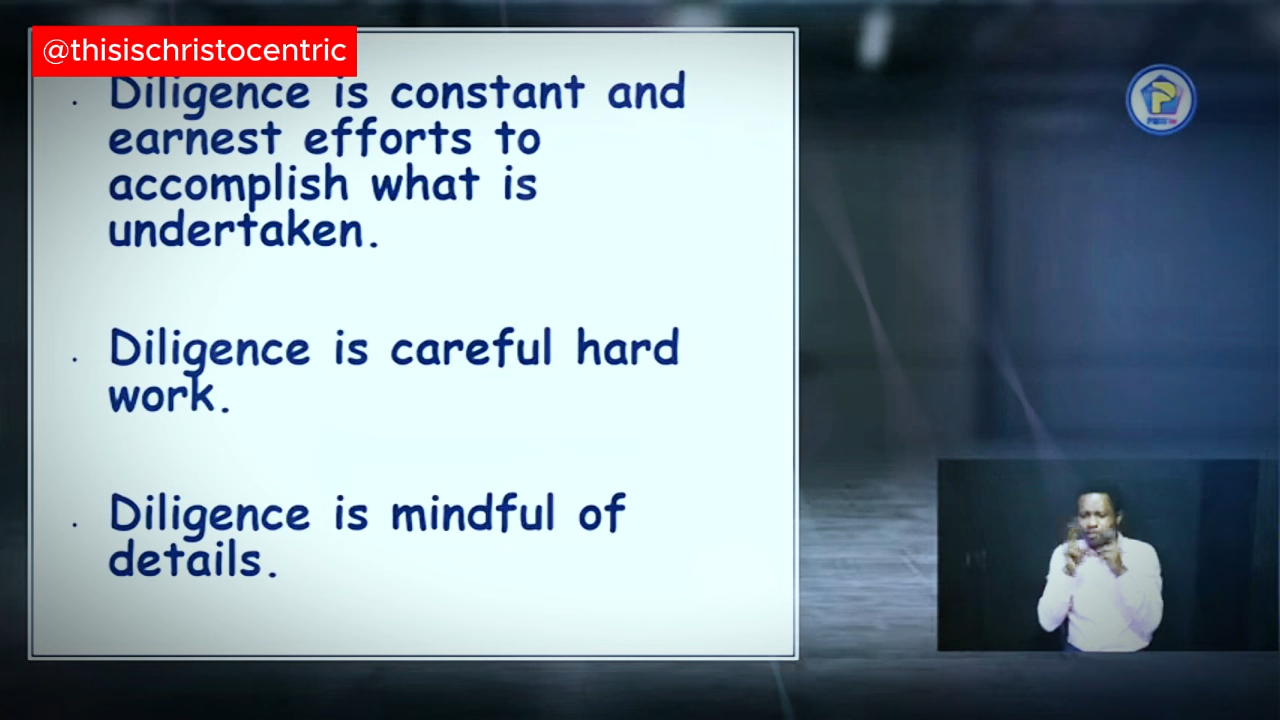 @thisischristocentric
. Diligence is constant and
earnest efforts to
accomplish what is
undertaken.
. Diligence is careful hard
work.
. Diligence is mindful of
details.